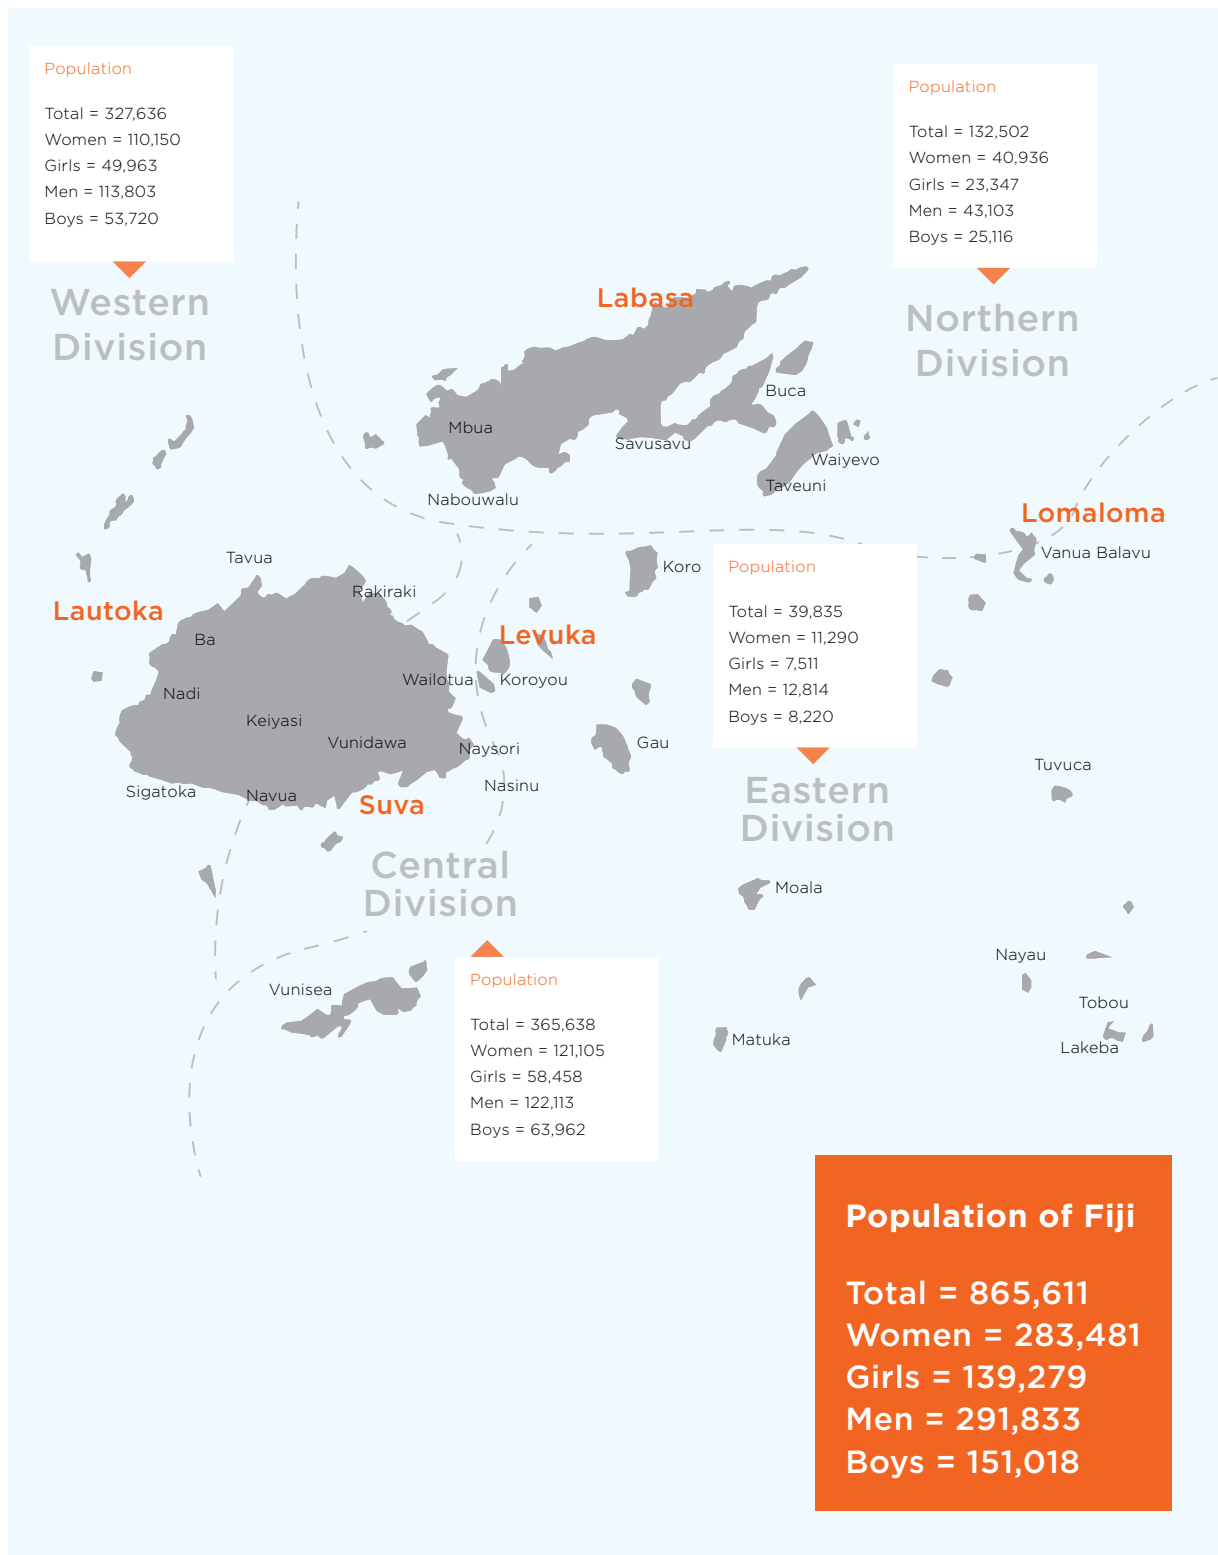 Population
Total = 327,636
Women = 110,150
Girls = 49,963
Men = 113,803
Boys = 53,720
Western
Division
Population
Total = 132,502
Women = 40,936
Girls = 23,347
Men = 43,103
Boys = 25,116
Northern
Division
Labasa
Buca
Mbua
Savusavu
Waiyevo
Taveuni
Nabouwalu
Lomaloma
Vanua Balavu
Tavua
Koro
Rakiraki
Lautoka
Levuka
Ba
Wailotua
Koroyou
Nadi
Keiyasi
Vunidawa
Naysori
Gau
Sigatoka
Navua
Nasinu
Suva
Population
Total = 39,835
Women = 11,290
Girls = 7,511
Men = 12,814
Boys = 8,220
Eastern
Division
Tuvuca
Central
Division
Moala
Nayau
Vunisea
Tobou
Matuka
Lakeba
Population
Total = 365,638
Women = 121,105
Girls = 58,458
Men = 122,113
Boys = 63,962
Population of Fiji
Total = 865,611
Women = 283,481
Girls = 139,279
Men = 291,833
Boys = 151,018